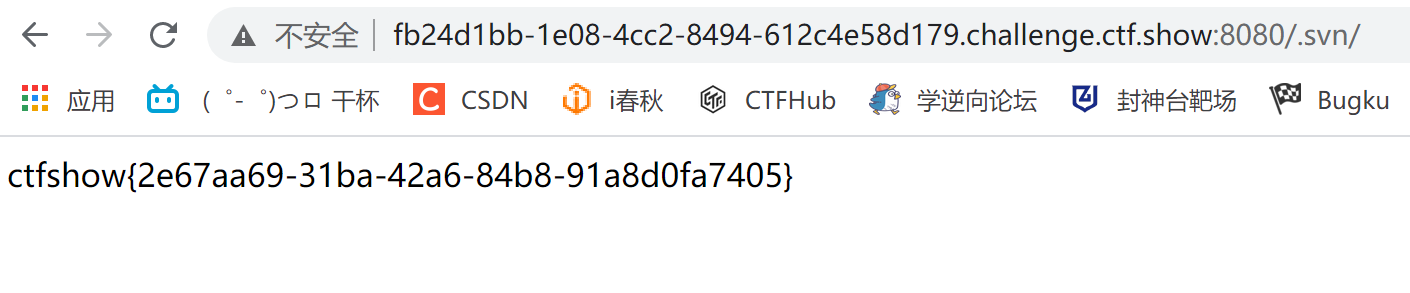 不安全 fb24d1bb-1e08-4cc2-8494-612c4e58d179.challenge.ctf.show:8080/.svn/
应用 (゜-゜)つロ 干杯 CSDN i春秋 CTFHub 学逆向论坛 封神台靶场 Bugku
ctfshow{2e67aa69-31ba-42a6-84b8-91a8d0fa7405}